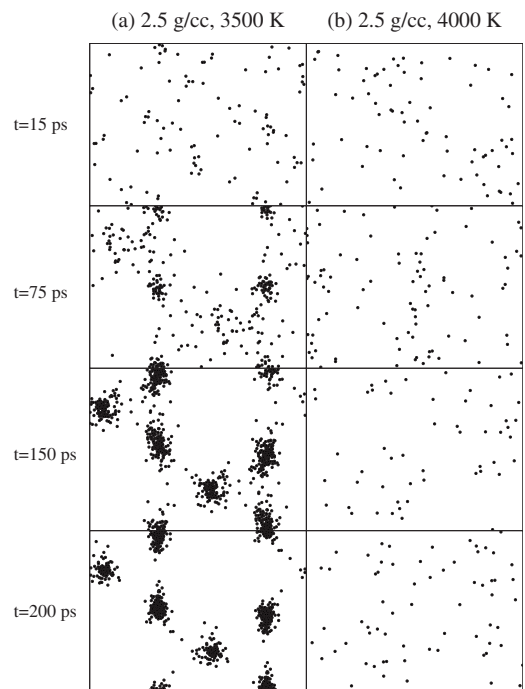 (a) 2.5 g/cc, 3500 K (b) 2.5 g/cc, 4000 K
t=15 ps
t=75 ps
t=150 ps
t=200 ps